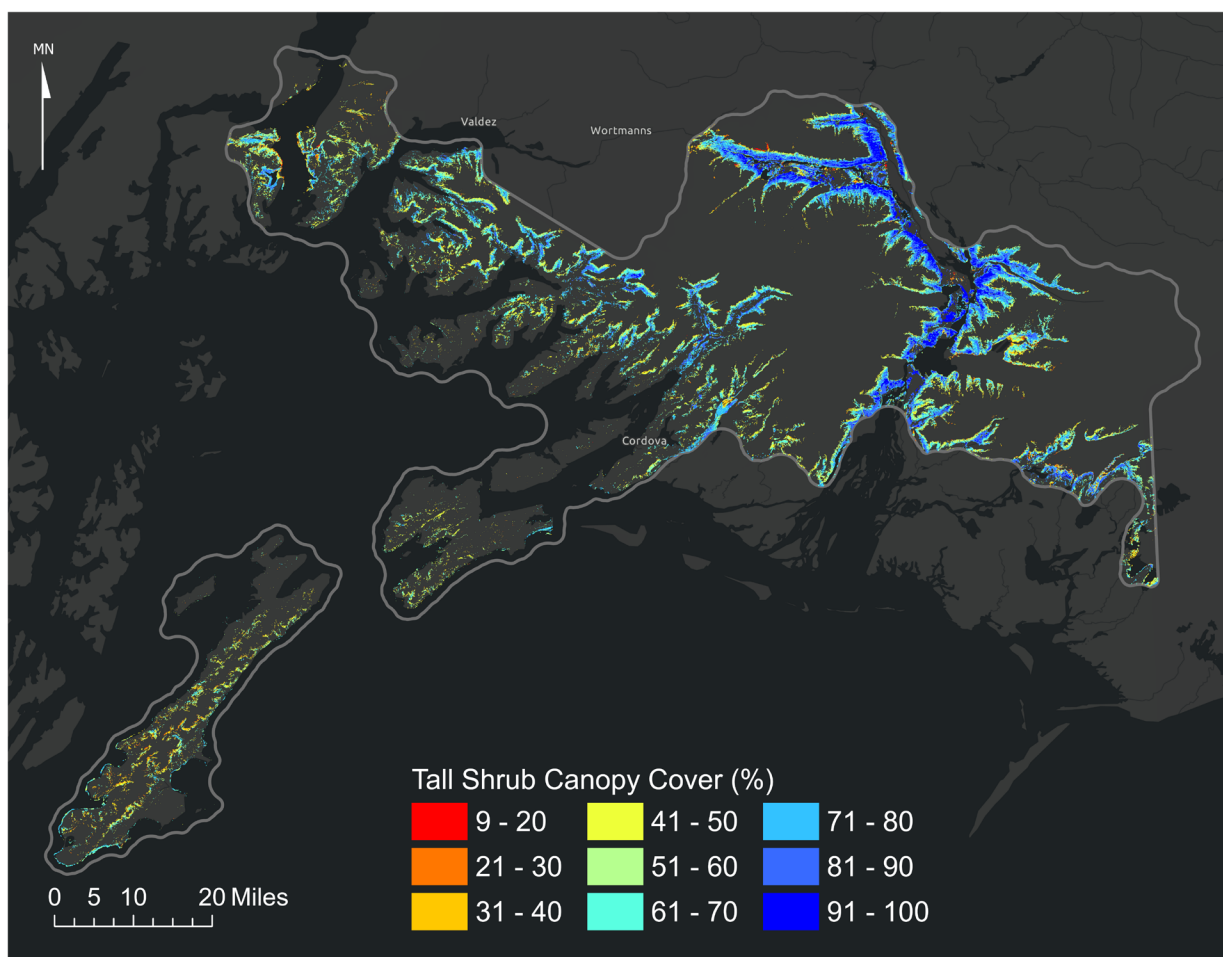 MN
Valdez
Wortmanns
Cordova
Tall Shrub Canopy Cover (%)
9 - 20
41 - 50
71 - 80
21 - 30
51 - 60
81 - 90
31 - 40
61 - 70
91 - 100
0 5 10 20 Miles